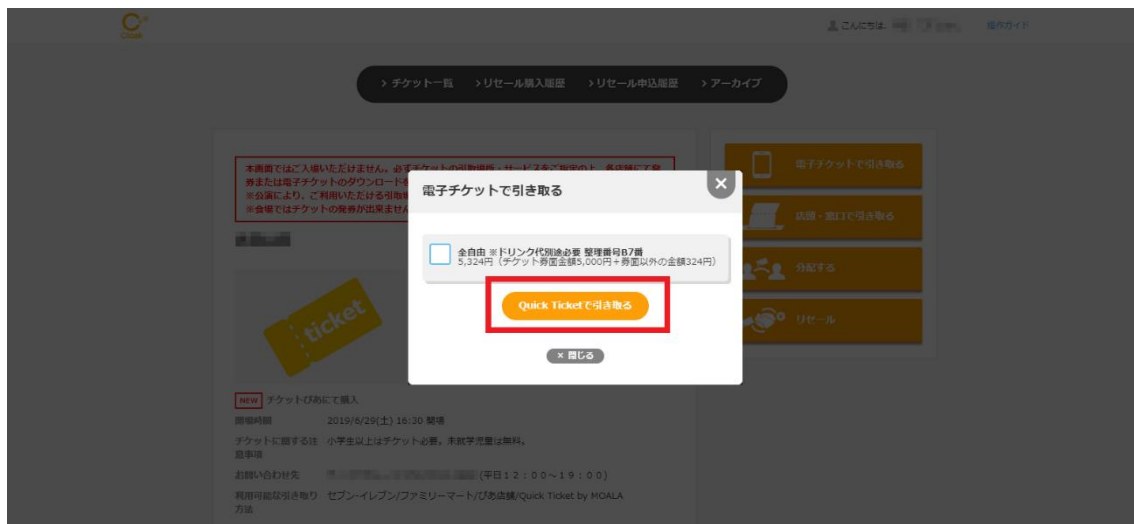 Cloak
こんにちは、
操作ガイド
> チケット一覧 > リセール購入履歴 > リセール申込履歴 > アーカイブ
本画面ではご入場いただけません。必ずチケットの引取場所・サービスをご指定の上、各店舗にて発
券または電子チケットのダウンロードを
※公演により、ご利用いただける引取場
※会場ではチケットの発券が出来ません
電子チケットで引き取る
×
全自由 ※ドリンク代別途必要 整理番号B7番
5,324円（チケット券面金額5,000円＋券面以外の金額324円）
Quick Ticketで引き取る
× 閉じる
電子チケットで引き取る
店頭・窓口で引き取る
分配する
リセール
ticket
NEW チケットぴあにて購入
開場時間 2019/6/29(土) 16:30 開場
チケットに関する注 小学生以上はチケット必要。未就学児童は無料。
意事項
お問い合わせ先 (平日12:00～19:00)
利用可能な引き取り セブン-イレブン/ファミリーマート/ぴあ店舗/Quick Ticket by MOALA
方法